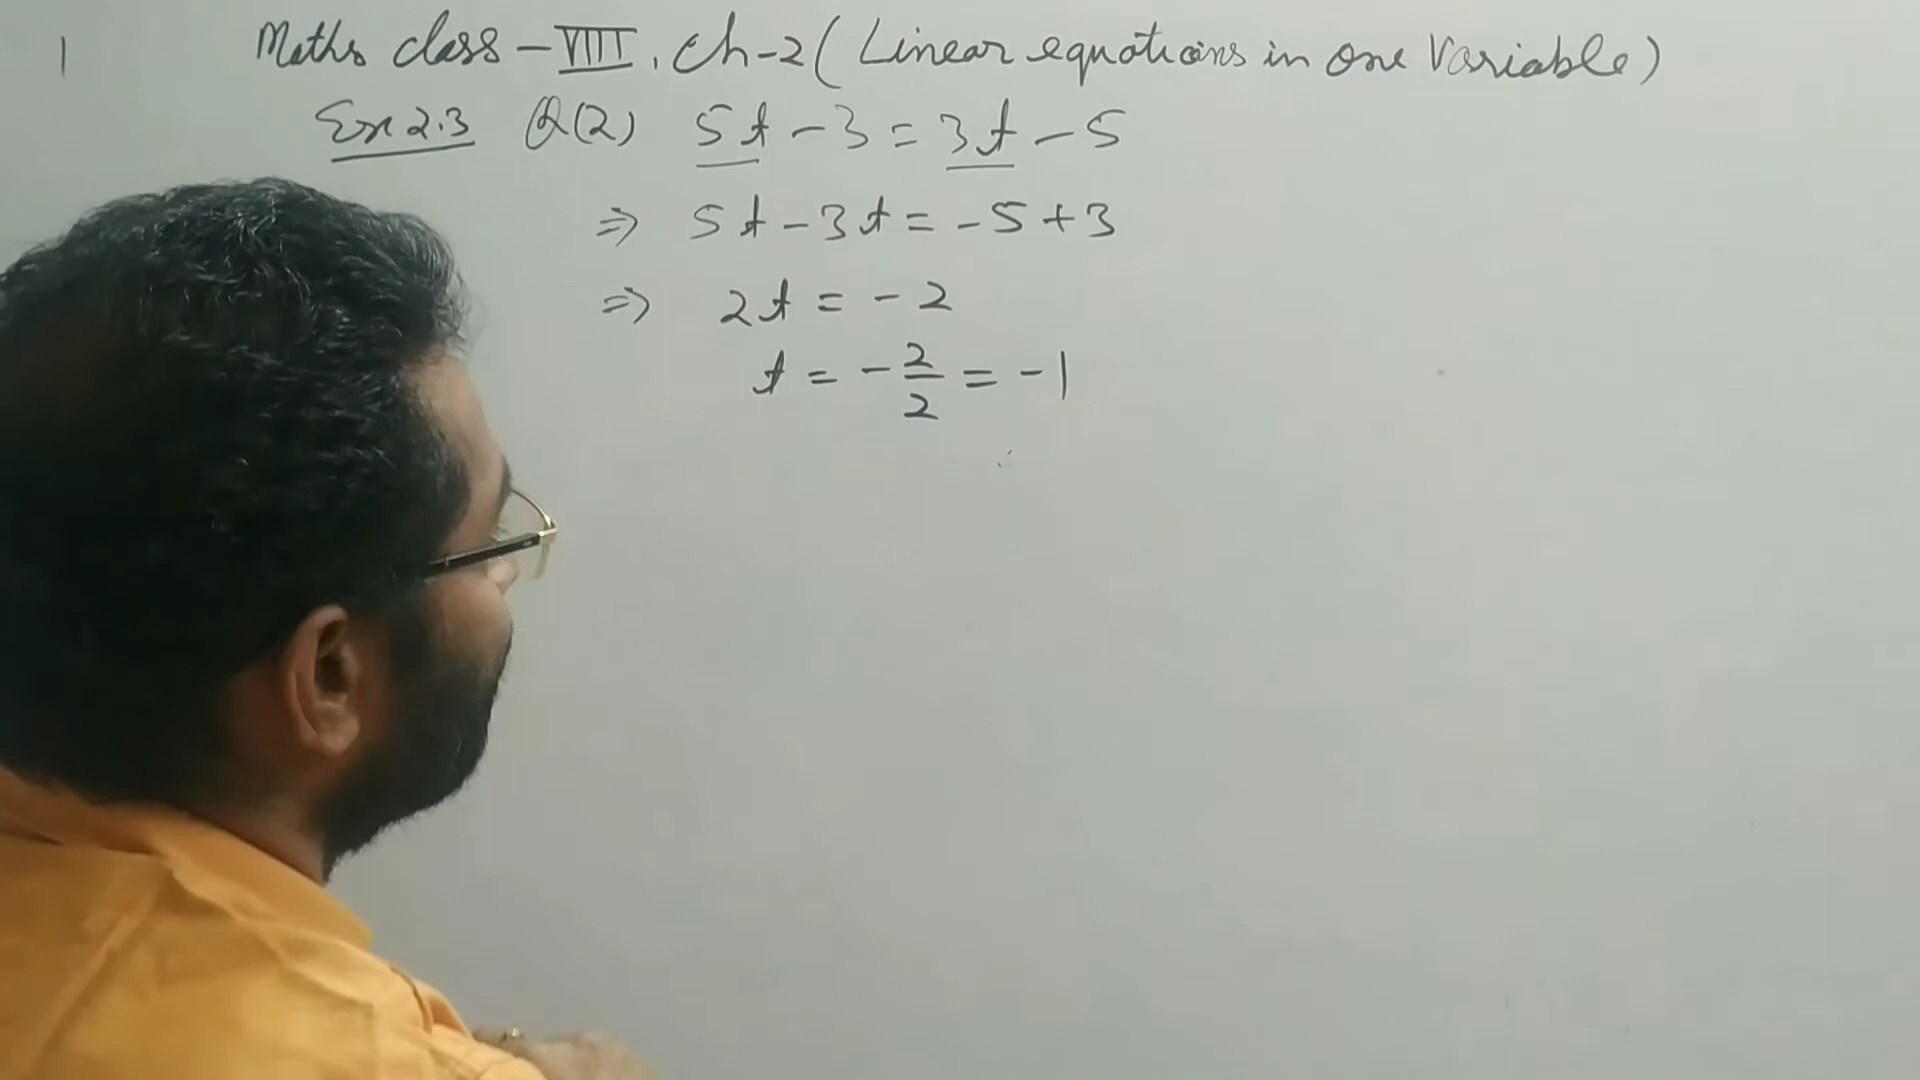 1
Maths class - VIII, Ch-2 ( Linear equations in one Variable )
Ex 2.3 Q(2) 5t - 3 = 3t - 5
⇒ 5t - 3t = -5 + 3
⇒ 2t = -2
t = - 2/2 = -1